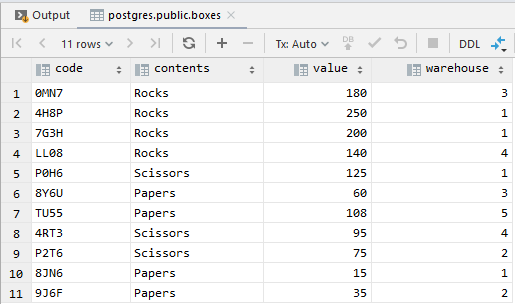 Output postgres.public.boxes
11 rows Tx: Auto DB DDL
code contents value warehouse
1 0MN7 Rocks 180 3
2 4H8P Rocks 250 1
3 7G3H Rocks 200 1
4 LL08 Rocks 140 4
5 P0H6 Scissors 125 1
6 8Y6U Papers 60 3
7 TU55 Papers 108 5
8 4RT3 Scissors 95 4
9 P2T6 Scissors 75 2
10 8JN6 Papers 15 1
11 9J6F Papers 35 2